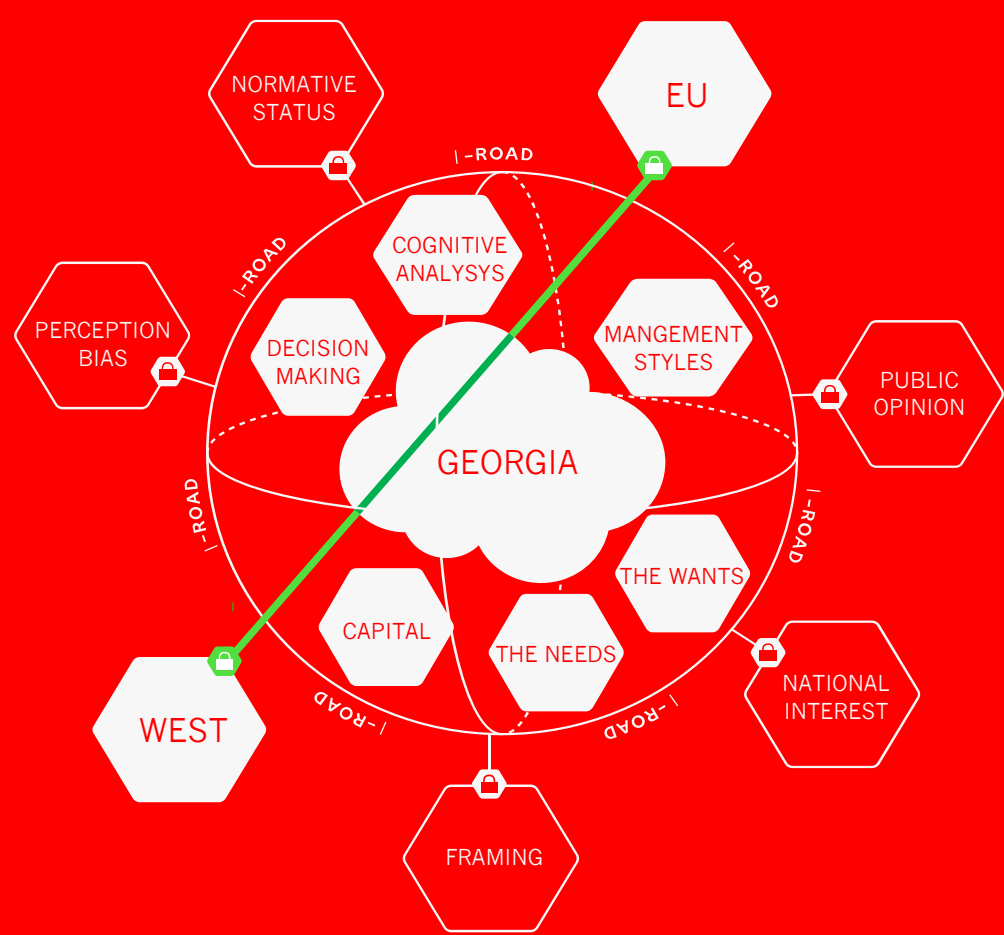 NORMATIVE
STATUS
EU
|-ROAD
COGNITIVE
ANALYSYS
|-ROAD
|-ROAD
PERCEPTION
BIAS
DECISION
MAKING
MANGEMENT
STYLES
PUBLIC
OPINION
GEORGIA
|-ROAD
|-ROAD
THE WANTS
CAPITAL
THE NEEDS
NATIONAL
INTEREST
|-ROAD
|-ROAD
WEST
FRAMING